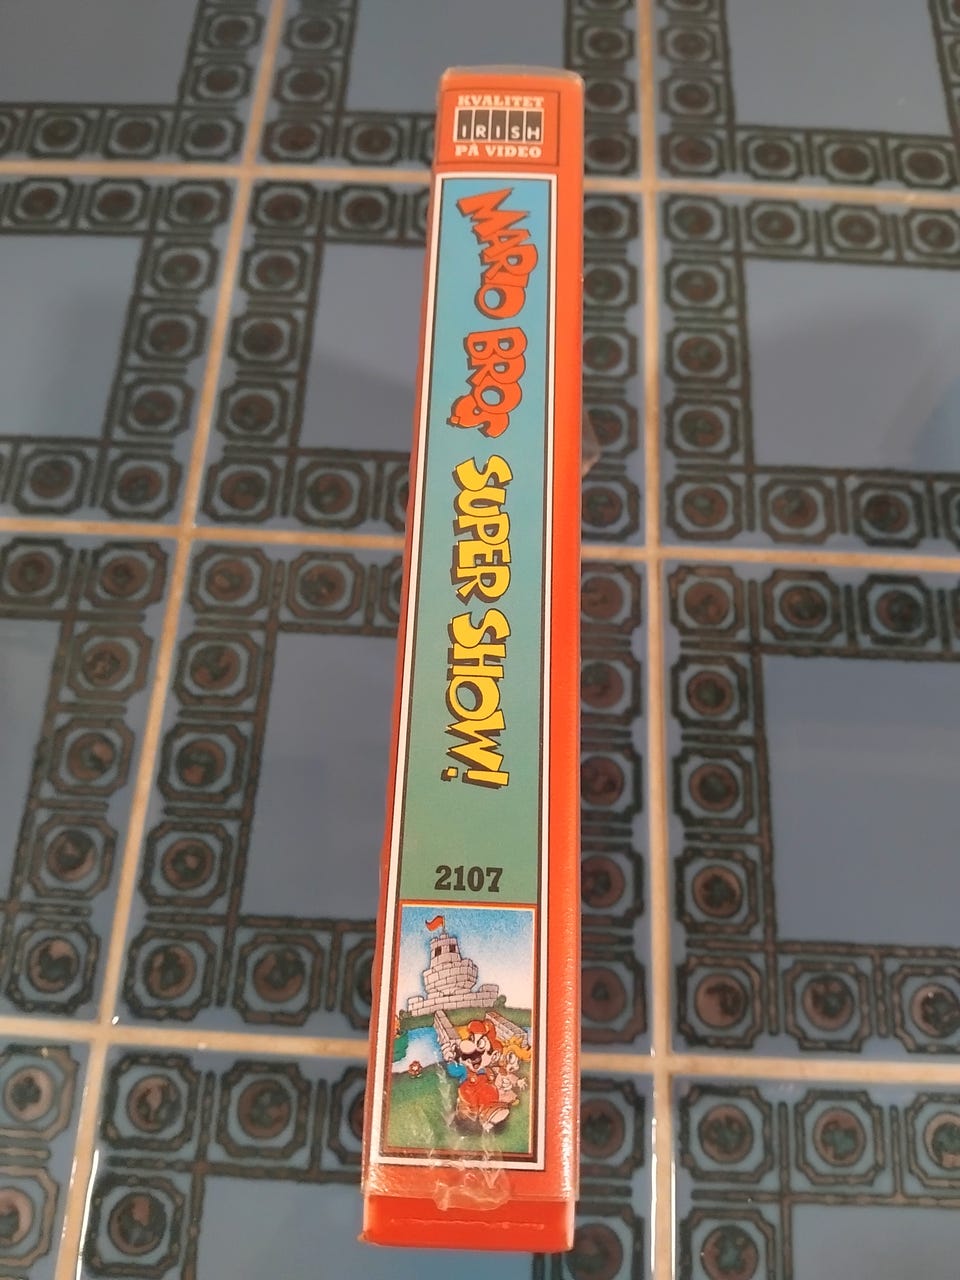 KVALITET
IRISH
PÅ VIDEO
MARIO BROS
SUPER SHOW!
2107